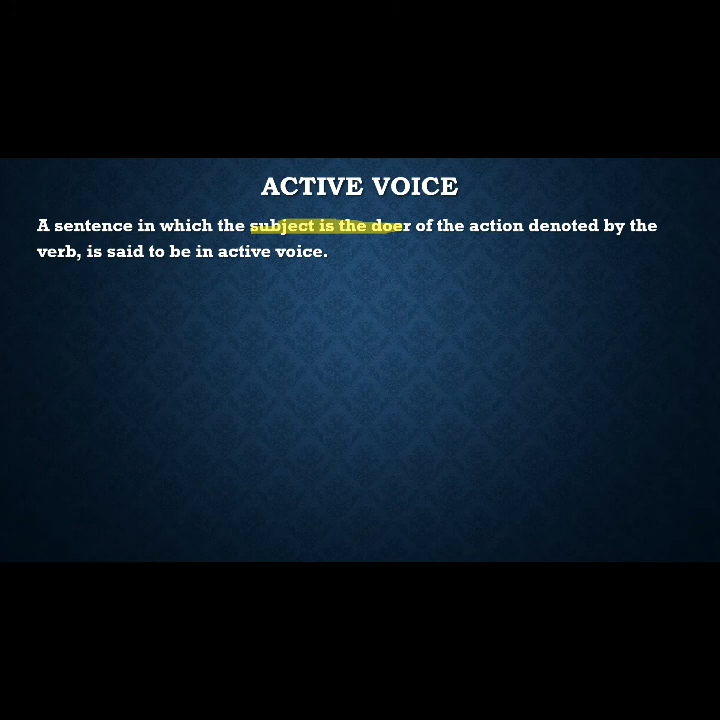 ACTIVE VOICE
A sentence in which the subject is the doer of the action denoted by the
verb, is said to be in active voice.